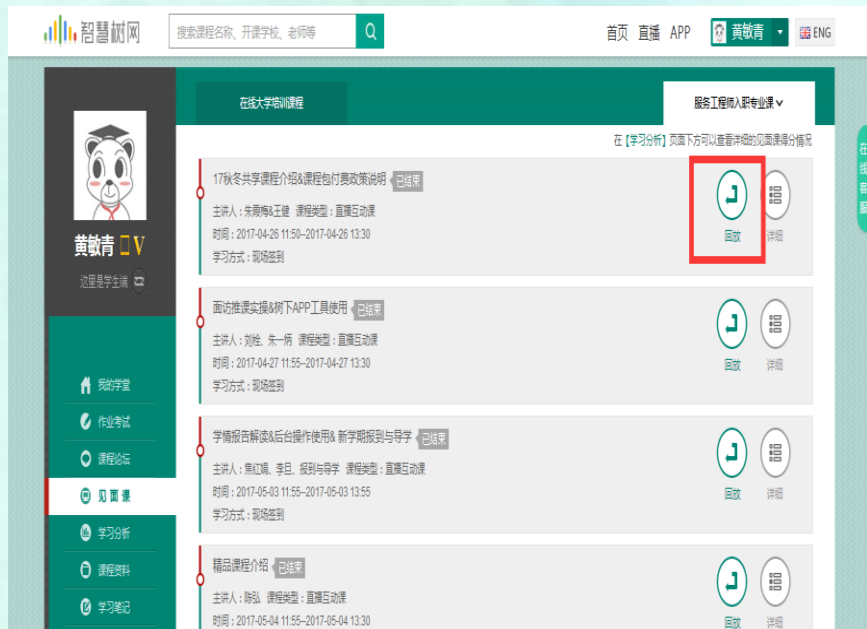 智慧树网 搜索课程名称、开课学校、老师等 首页 直播 APP 黄敏青 ENG
在线大学培训课程 服务工程师入职专业课
在【学习分析】页面下方可以查看详细的见面课得分情况
在线客服
17秋冬共享课程介绍&课程包付费政策说明 已结束
主讲人：朱晨梅&王健 课程类型：直播互动课
时间：2017-04-26 11:50--2017-04-26 13:30
学习方式：现场签到
回放 详细
黄敏青 V
这里是学生端
面访推课实操&树下APP工具使用 已结束
主讲人：刘栓、朱一炳 课程类型：直播互动课
时间：2017-04-27 11:55--2017-04-27 13:30
学习方式：现场签到
回放 详细
我的学堂
作业考试
课程论坛
见面课
学习分析
课程资料
学习笔记
学情报告解读&后台操作使用& 新学期报到与导学 已结束
主讲人：焦红娟、李旦、报到与导学 课程类型：直播互动课
时间：2017-05-03 11:55--2017-05-03 13:55
学习方式：现场签到
回放 详细
精品课程介绍 已结束
主讲人：陈弘 课程类型：直播互动课
时间：2017-05-04 11:55--2017-05-04 13:30
回放 详细